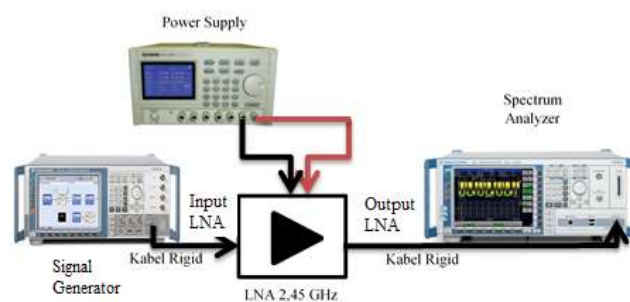 Power Supply
Spectrum
Analyzer
Input
LNA
Output
LNA
Kabel Rigid
Kabel Rigid
Signal
Generator
LNA 2,45 GHz